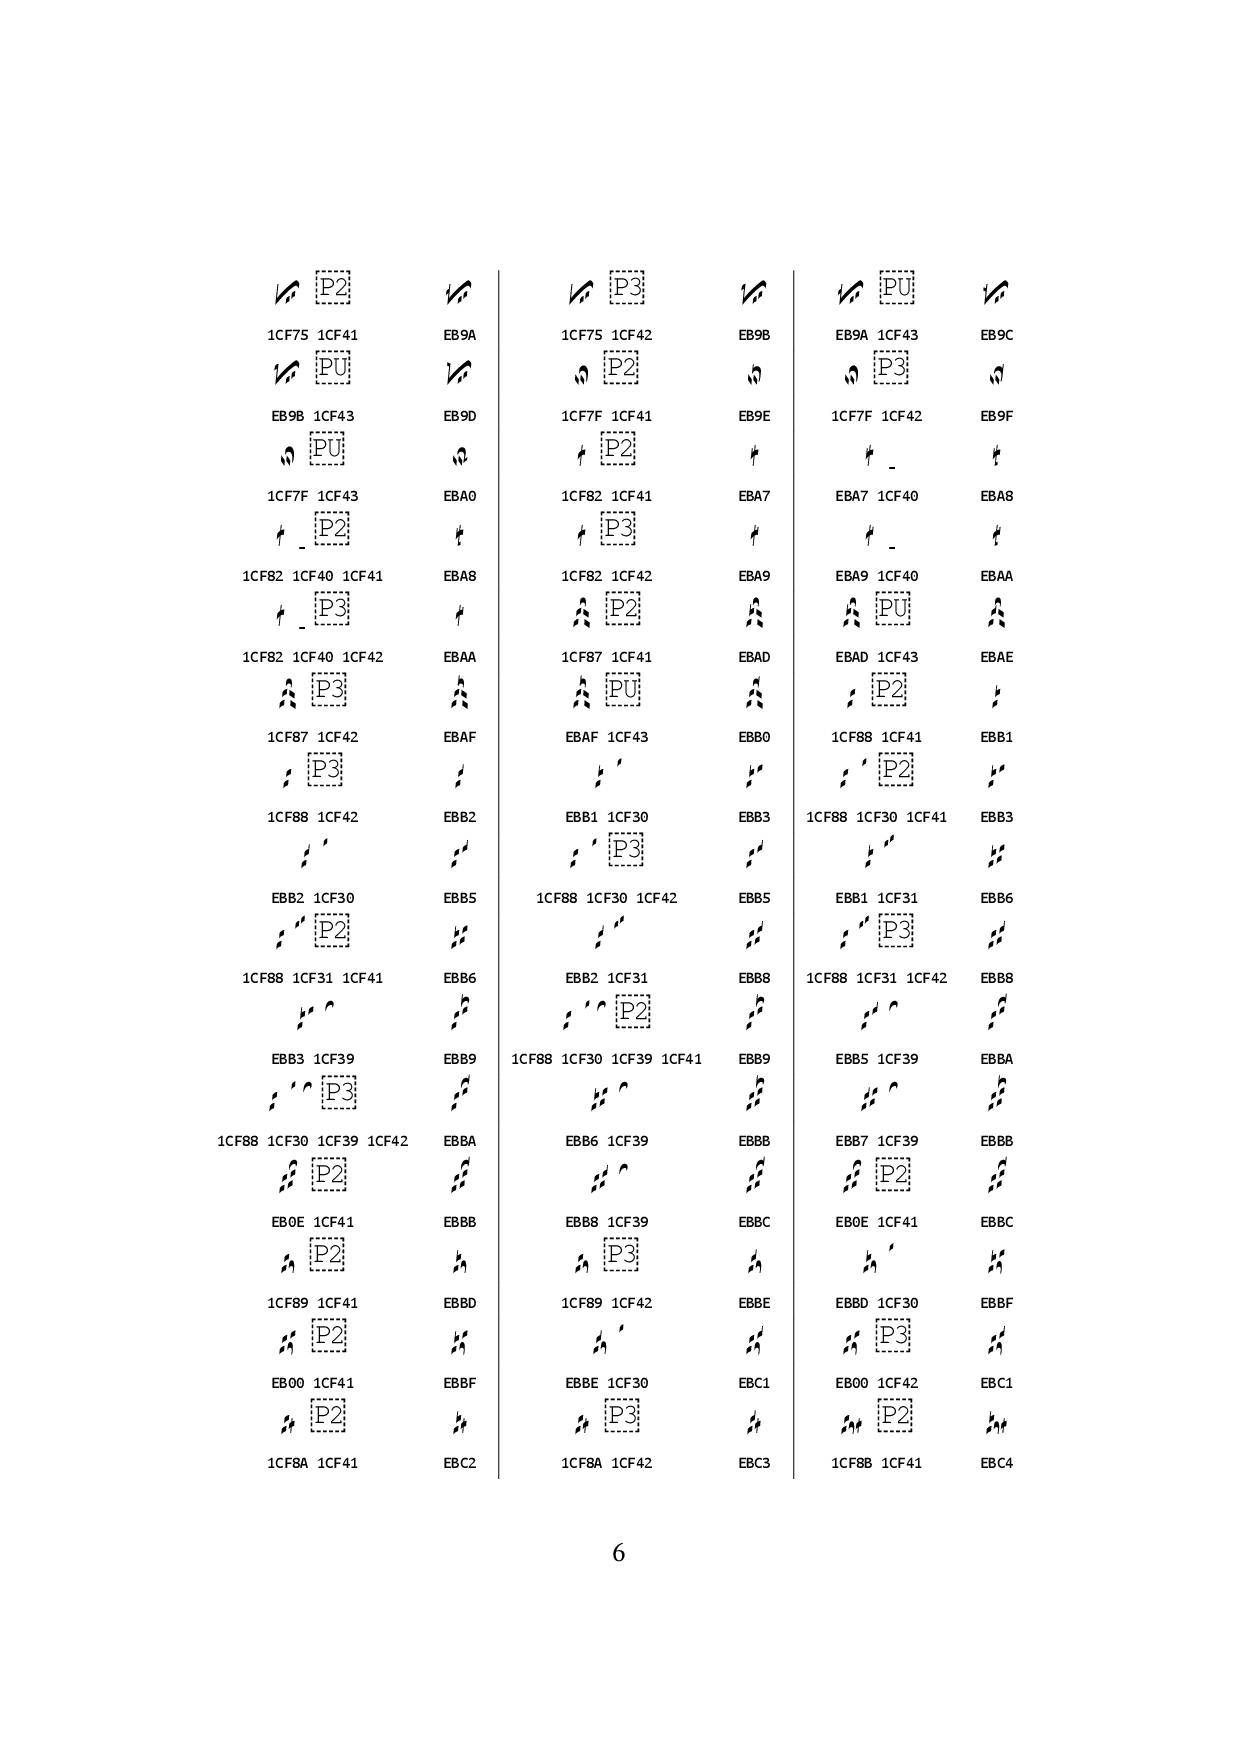 P2 P3 PU
1CF75 1CF41 EB9A 1CF75 1CF42 EB9B EB9A 1CF43 EB9C
PU P2 P3
EB9B 1CF43 EB9D 1CF7F 1CF41 EB9E 1CF7F 1CF42 EB9F
PU P2
1CF7F 1CF43 EBA0 1CF82 1CF41 EBA7 EBA7 1CF40 EBA8
P2 P3
1CF82 1CF40 1CF41 EBA8 1CF82 1CF42 EBA9 EBA9 1CF40 EBAA
P3 P2 PU
1CF82 1CF40 1CF42 EBAA 1CF87 1CF41 EBAD EBAD 1CF43 EBAE
P3 PU P2
1CF87 1CF42 EBAF EBAF 1CF43 EBB0 1CF88 1CF41 EBB1
P3 P2
1CF88 1CF42 EBB2 EBB1 1CF30 EBB3 1CF88 1CF30 1CF41 EBB3
P3
EBB2 1CF30 EBB5 1CF88 1CF30 1CF42 EBB5 EBB1 1CF31 EBB6
P2 P3
1CF88 1CF31 1CF41 EBB6 EBB2 1CF31 EBB8 1CF88 1CF31 1CF42 EBB8
P2
EBB3 1CF39 EBB9 1CF88 1CF30 1CF39 1CF41 EBB9 EBB5 1CF39 EBBA
P3
1CF88 1CF30 1CF39 1CF42 EBBA EBB6 1CF39 EBBB EBB7 1CF39 EBBB
P2 P2
EB0E 1CF41 EBBB EBB8 1CF39 EBBC EB0E 1CF41 EBBC
P2 P3
1CF89 1CF41 EBBD 1CF89 1CF42 EBBE EBBD 1CF30 EBBF
P2 P3
EB00 1CF41 EBBF EBBE 1CF30 EBC1 EB00 1CF42 EBC1
P2 P3 P2
1CF8A 1CF41 EBC2 1CF8A 1CF42 EBC3 1CF8B 1CF41 EBC4
6